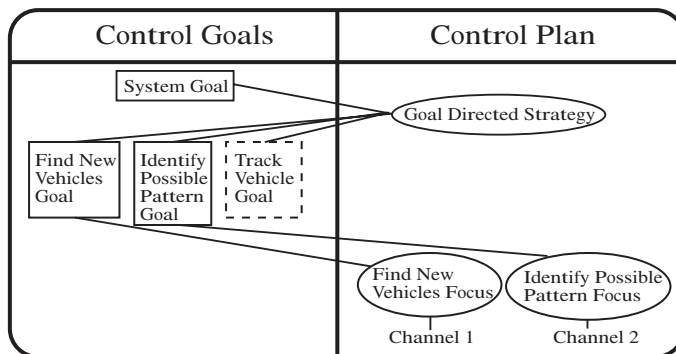 Control Goals
Control Plan
System Goal
Goal Directed Strategy
Find New
Vehicles
Goal
Identify
Possible
Pattern
Goal
Track
Vehicle
Goal
Find New
Vehicles Focus
Identify Possible
Pattern Focus
Channel 1
Channel 2